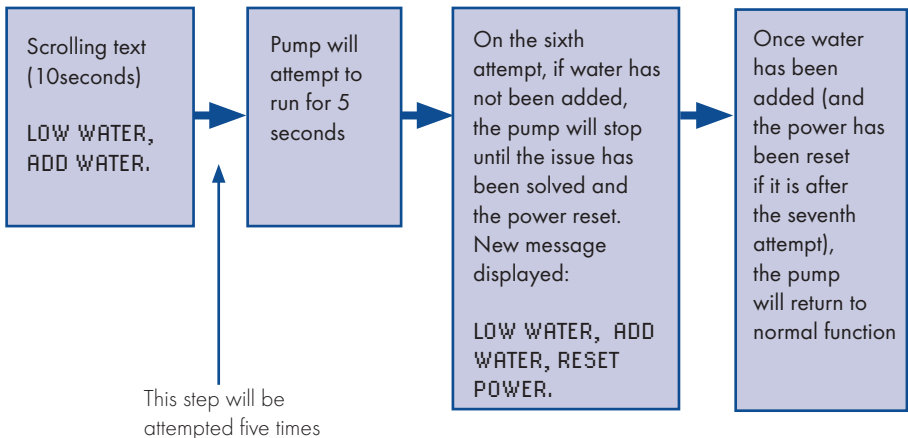 Scrolling text
(10seconds)
LOW WATER,
ADD WATER.
Pump will
attempt to
run for 5
seconds
On the sixth
attempt, if water has
not been added,
the pump will stop
until the issue has
been solved and
the power reset.
New message
displayed:
LOW WATER, ADD
WATER, RESET
POWER.
Once water
has been
added (and
the power has
been reset
if it is after
the seventh
attempt),
the pump
will return to
normal function
This step will be
attempted five times